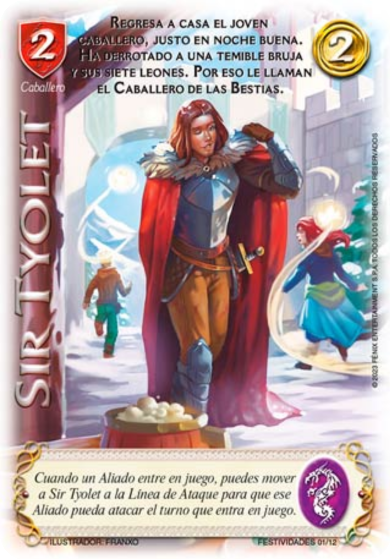 REGRESA A CASA EL JOVEN
CABALLERO, JUSTO EN NOCHE BUENA.
HA DERROTADO A UNA TEMIBLE BRUJA
Y SUS SIETE LEONES. POR ESO LE LLAMAN
EL CABALLERO DE LAS BESTIAS.
2
2
Caballero
SIR TYOLET
©2023 FÉNIX ENTERTAINMENT S.P.A. TODOS LOS DERECHOS RESERVADOS
Cuando un Aliado entre en juego, puedes mover
a Sir Tyolet a la Línea de Ataque para que ese
Aliado pueda atacar el turno que entra en juego.
ILUSTRADOR: FRANXO
FESTIVIDADES 01/12